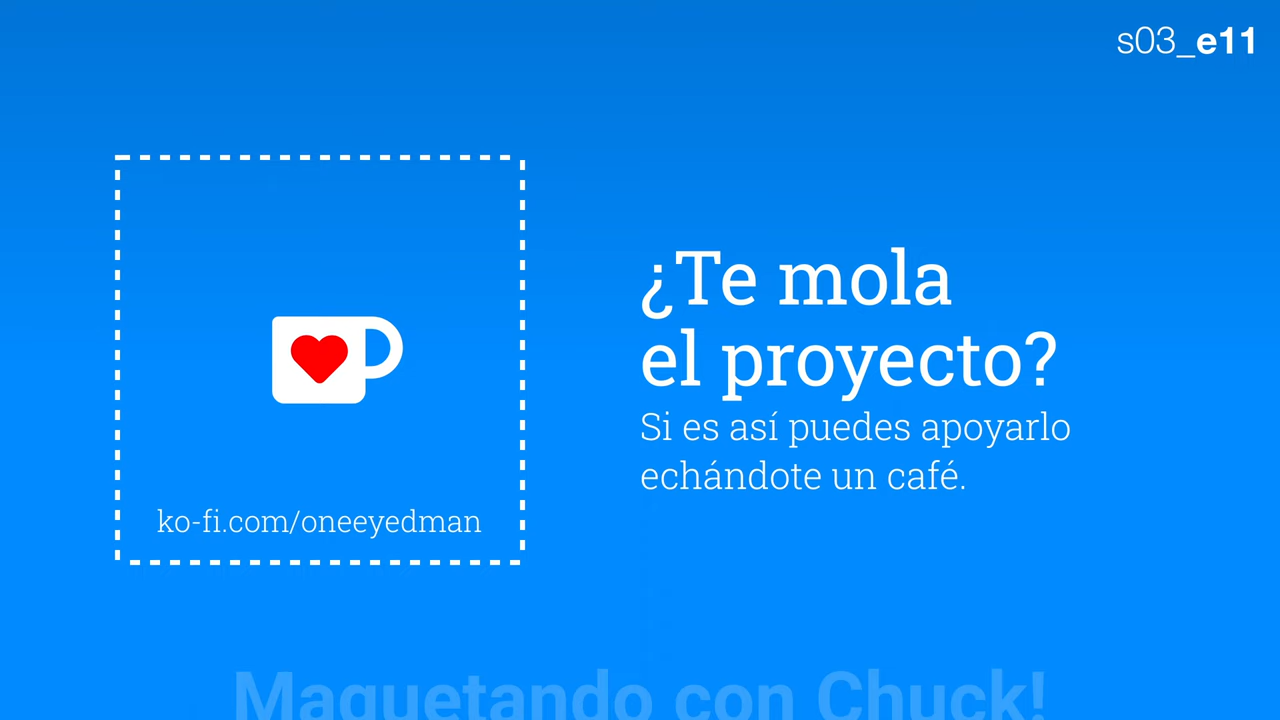 s03_e11
¿Te mola
el proyecto?
Si es así puedes apoyarlo
echándote un café.
ko-fi.com/oneeyedman
Maquetando con Chuck!